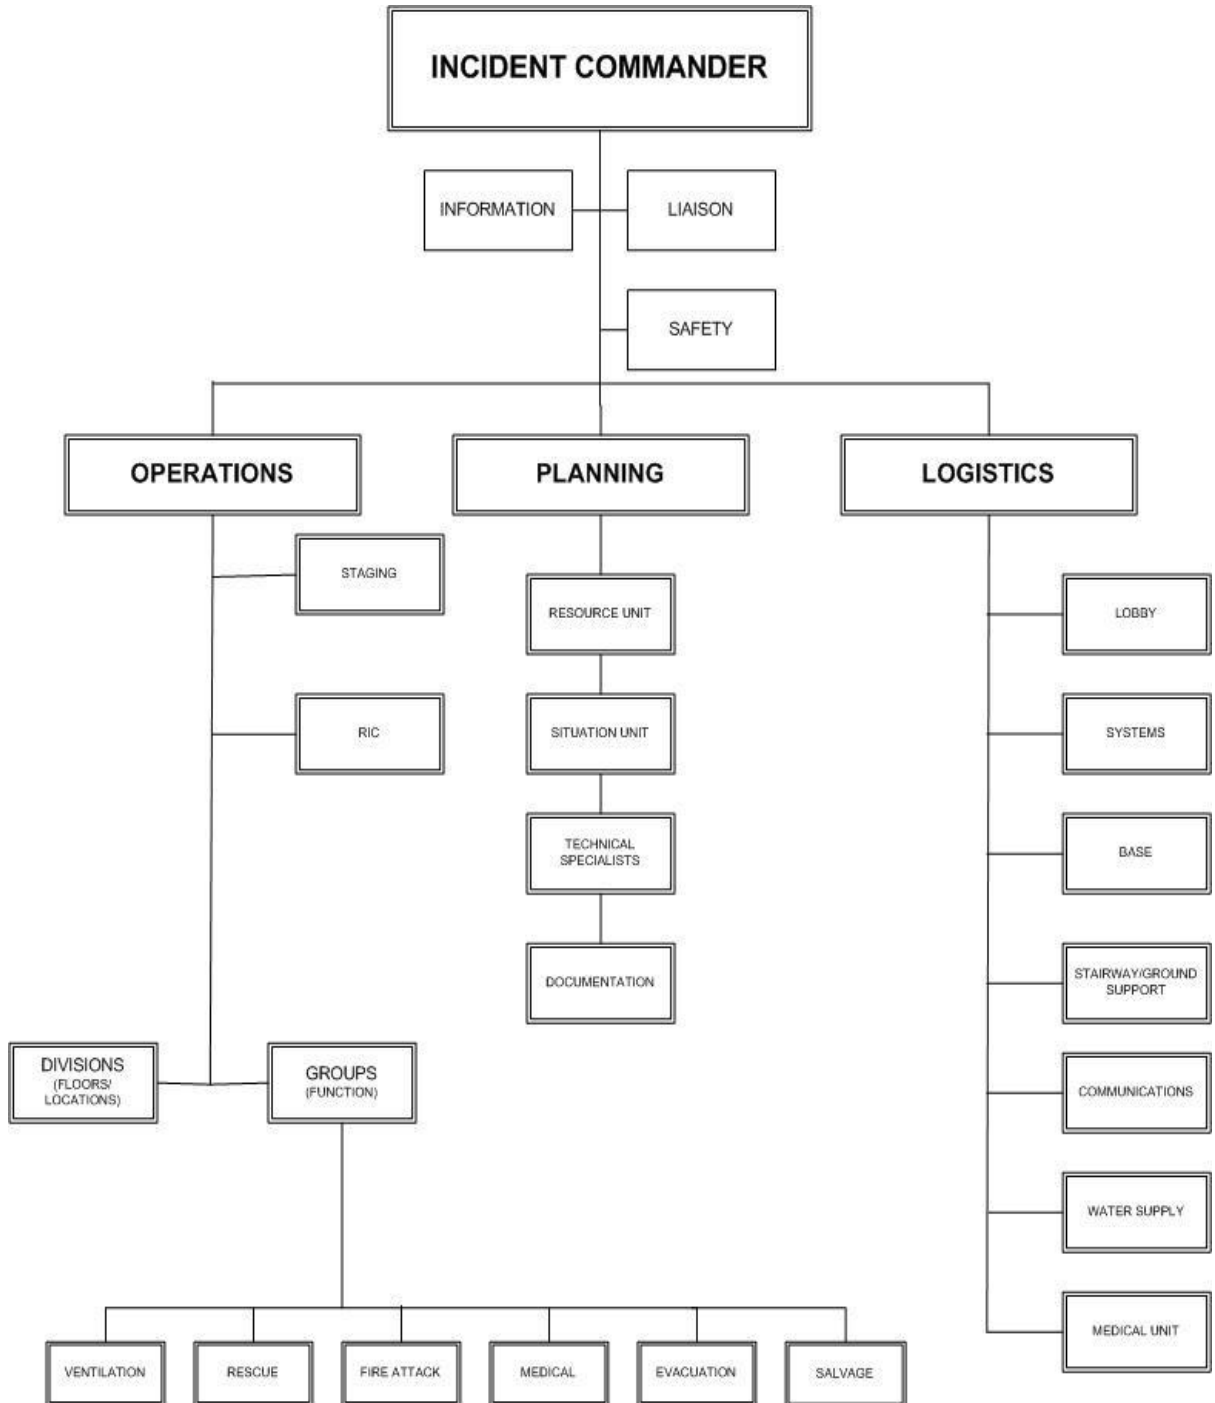 INCIDENT COMMANDER
INFORMATION
LIAISON
SAFETY
OPERATIONS
PLANNING
LOGISTICS
STAGING
RESOURCE UNIT
LOBBY
RIC
SITUATION UNIT
SYSTEMS
TECHNICAL
SPECIALISTS
BASE
DOCUMENTATION
STAIRWAY/GROUND
SUPPORT
DIVISIONS
(FLOORS/
LOCATIONS)
GROUPS
(FUNCTION)
COMMUNICATIONS
WATER SUPPLY
MEDICAL UNIT
VENTILATION
RESCUE
FIRE ATTACK
MEDICAL
EVACUATION
SALVAGE